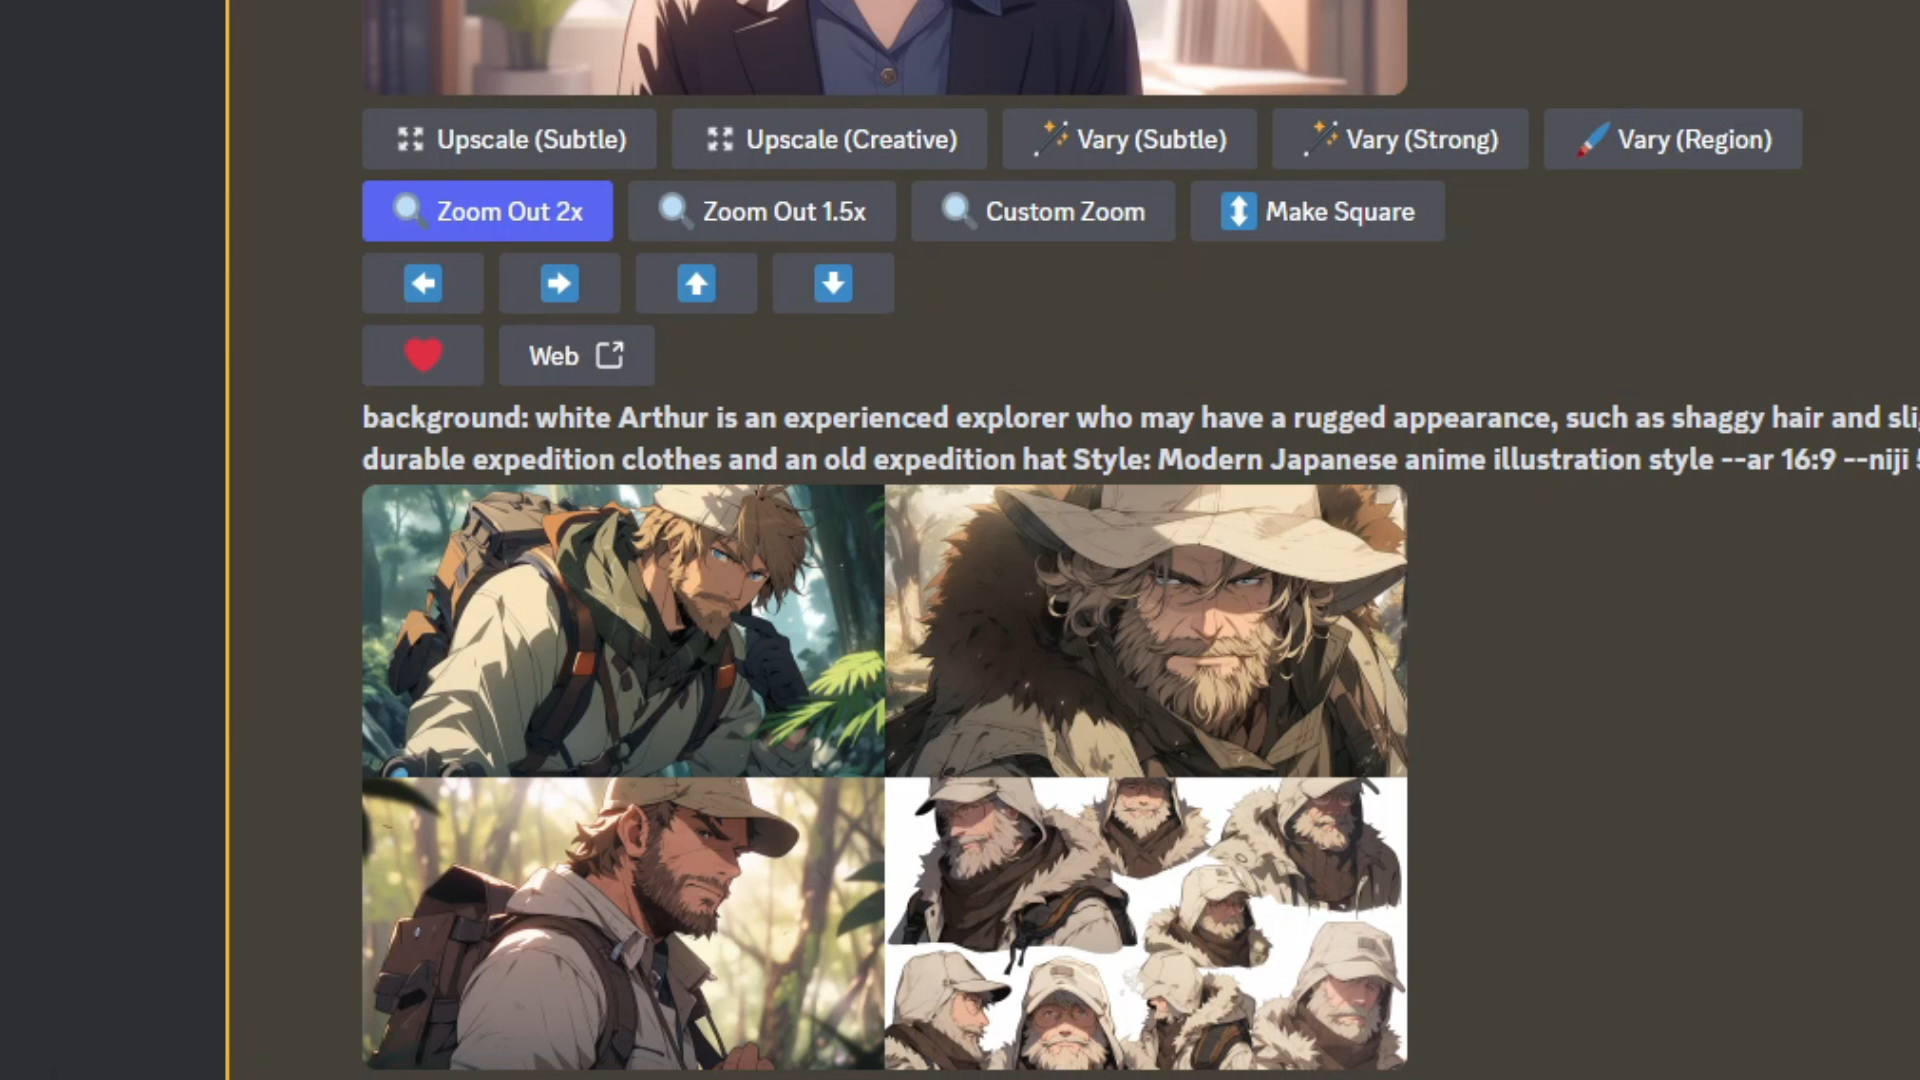 Upscale (Subtle) Upscale (Creative) Vary (Subtle) Vary (Strong) Vary (Region)
Zoom Out 2x Zoom Out 1.5x Custom Zoom Make Square
Web
background: white Arthur is an experienced explorer who may have a rugged appearance, such as shaggy hair and
durable expedition clothes and an old expedition hat Style: Modern Japanese anime illustration style --ar 16:9 --niji